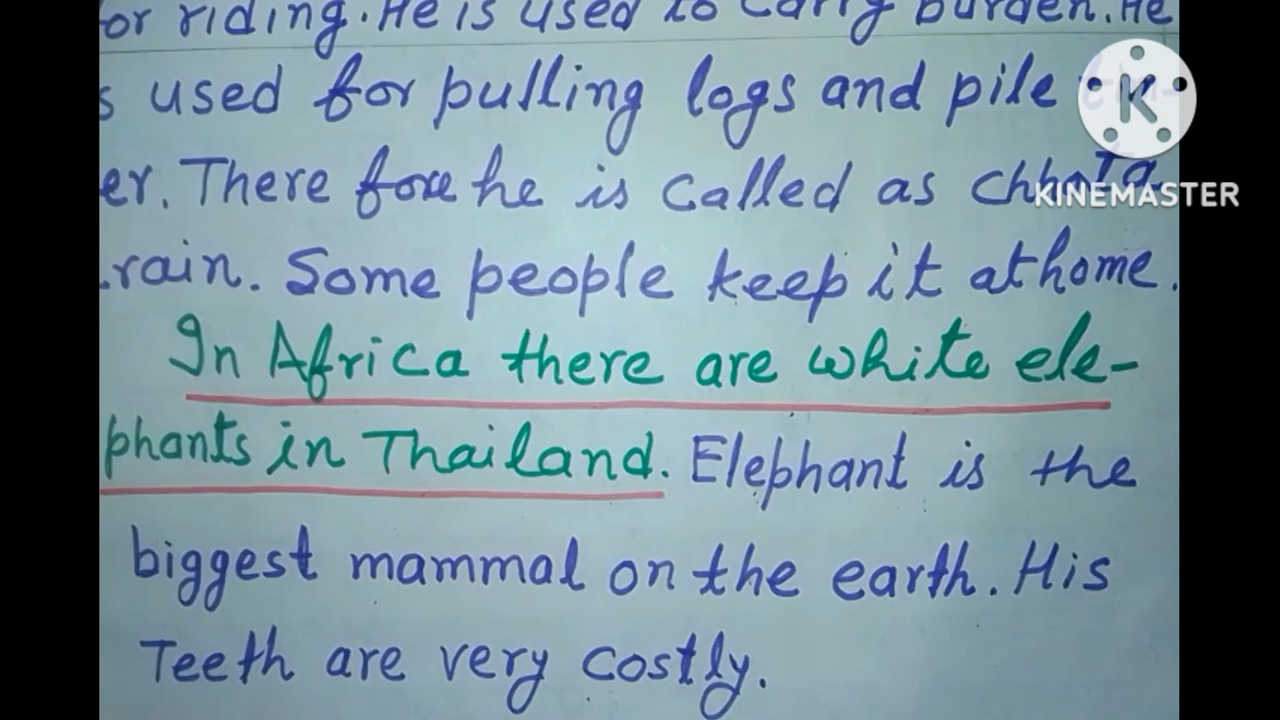 or riding. He is used to carry burden. He
s used for pulling logs and pile
er. There fore he is called as chhota
rain. Some people keep it at home.
In Africa there are white ele-
phants in Thailand. Elephant is the
biggest mammal on the earth. His
Teeth are very costly.
K
KINEMASTER